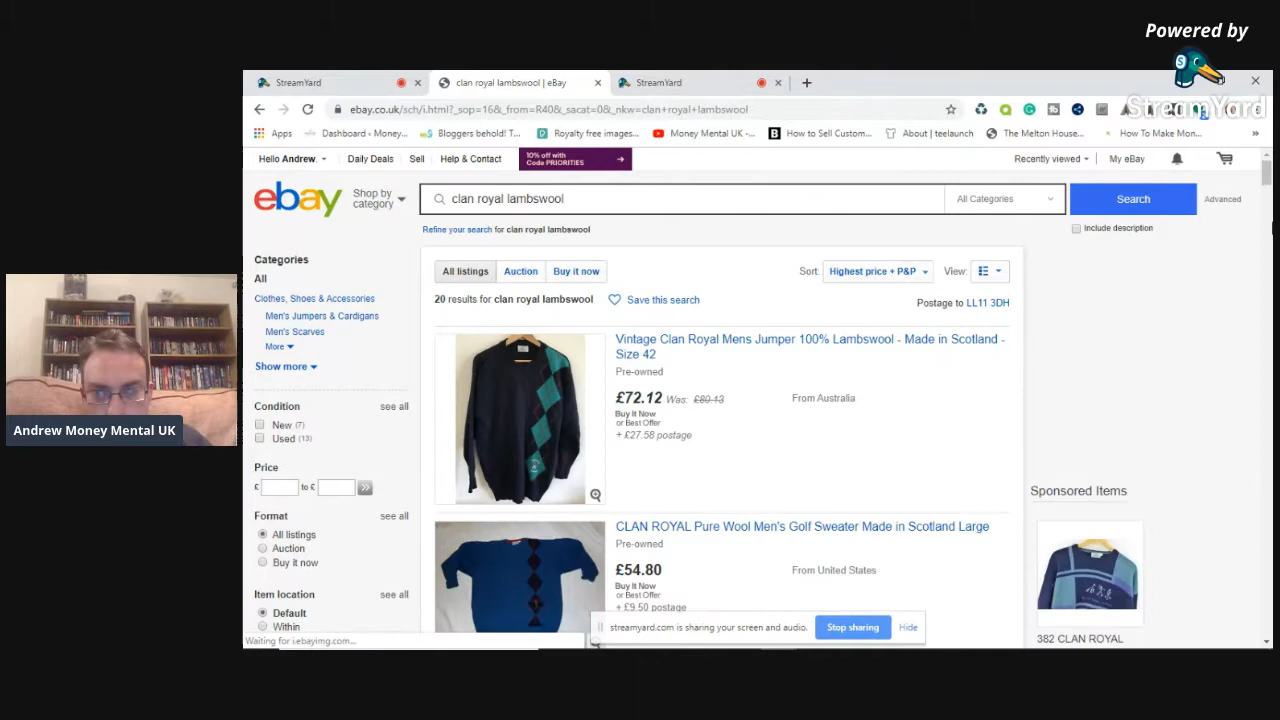 Powered by
StreamYard
StreamYard
clan royal lambswool | eBay
StreamYard
ebay.co.uk/sch/i.html?_sop=16&_from=R40&_sacat=0&_nkw=clan+royal+lambswool
Apps
Dashboard ‹ Money...
Bloggers behold! T...
Royalty free images...
Money Mental UK -...
How to Sell Custom...
About | teelaunch
The Melton House...
How To Make Mon...
Hello Andrew.
Daily Deals
Sell
Help & Contact
10% off with
Code PRIORITIES
Recently viewed
My eBay
ebay
Shop by
category
clan royal lambswool
All Categories
Search
Advanced
Refine your search for clan royal lambswool
Include description
Categories
All
Clothes, Shoes & Accessories
Men's Jumpers & Cardigans
Men's Scarves
More
Show more
All listings
Auction
Buy it now
Sort:
Highest price + P&P
View:
20 results for clan royal lambswool
Save this search
Postage to LL11 3DH
Vintage Clan Royal Mens Jumper 100% Lambswool - Made in Scotland -
Size 42
Pre-owned
£72.12 Was: £80.13
From Australia
Buy It Now
or Best Offer
+ £27.58 postage
Condition
see all
New (7)
Used (13)
Price
£ to £
Format
see all
All listings
Auction
Buy it now
Item location
see all
Default
Within
CLAN ROYAL Pure Wool Men's Golf Sweater Made in Scotland Large
Pre-owned
£54.80
From United States
Buy It Now
or Best Offer
+ £9.50 postage
Sponsored Items
382 CLAN ROYAL
streamyard.com is sharing your screen and audio.
Stop sharing
Hide
Waiting for i.ebayimg.com...
Andrew Money Mental UK